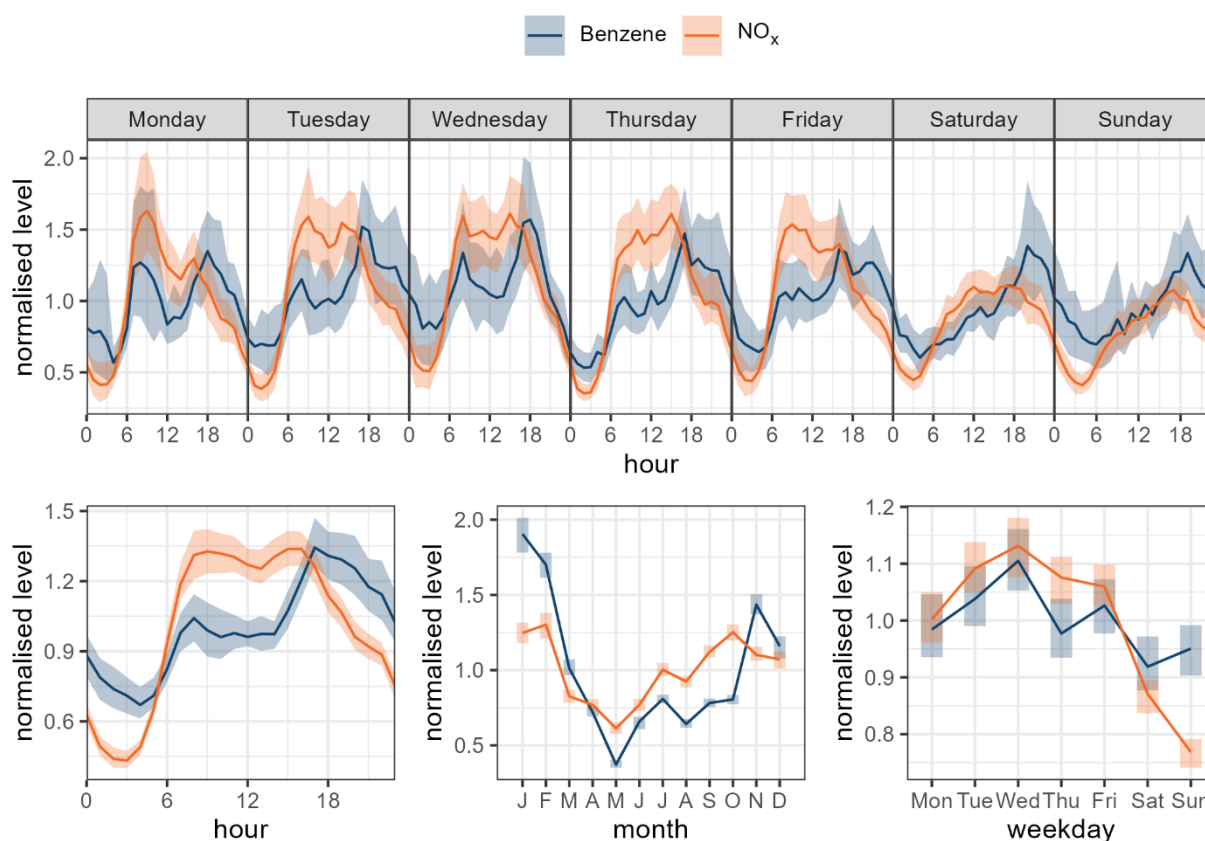 Benzene NOx
Monday Tuesday Wednesday Thursday Friday Saturday Sunday
normalised level
2.0
1.5
1.0
0.5
0 6 12 18 0 6 12 18 0 6 12 18 0 6 12 18 0 6 12 18 0 6 12 18 0 6 12 18
hour
normalised level
1.5
1.2
0.9
0.6
0 6 12 18
hour
normalised level
2.0
1.5
1.0
0.5
J F M A M J J A S O N D
month
normalised level
1.2
1.1
1.0
0.9
0.8
Mon Tue Wed Thu Fri Sat Sun
weekday